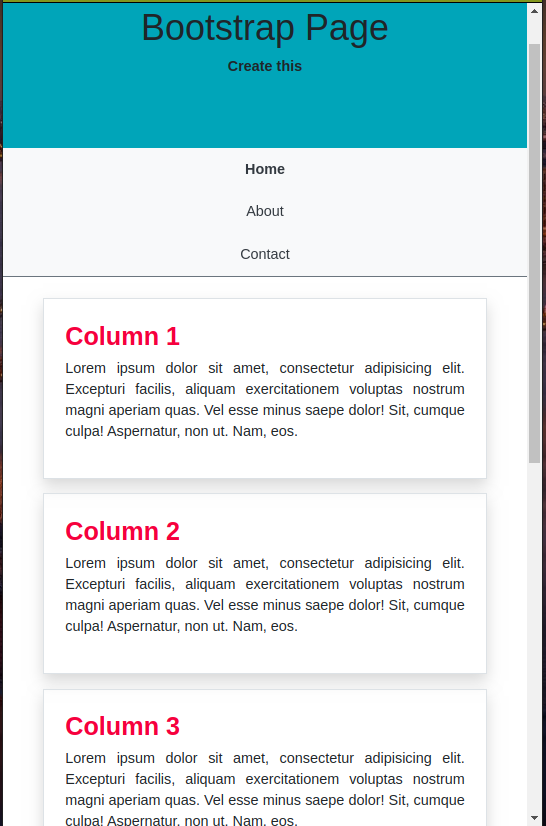 Bootstrap Page
Create this
Home
About
Contact
Column 1
Lorem ipsum dolor sit amet, consectetur adipisicing elit.
Excepturi facilis, aliquam exercitationem voluptas nostrum
magni aperiam quas. Vel esse minus saepe dolor! Sit, cumque
culpa! Aspernatur, non ut. Nam, eos.
Column 2
Lorem ipsum dolor sit amet, consectetur adipisicing elit.
Excepturi facilis, aliquam exercitationem voluptas nostrum
magni aperiam quas. Vel esse minus saepe dolor! Sit, cumque
culpa! Aspernatur, non ut. Nam, eos.
Column 3
Lorem ipsum dolor sit amet, consectetur adipisicing elit.
Excepturi facilis, aliquam exercitationem voluptas nostrum
magni aperiam quas. Vel esse minus saepe dolor! Sit, cumque
culpa! Aspernatur, non ut. Nam, eos.